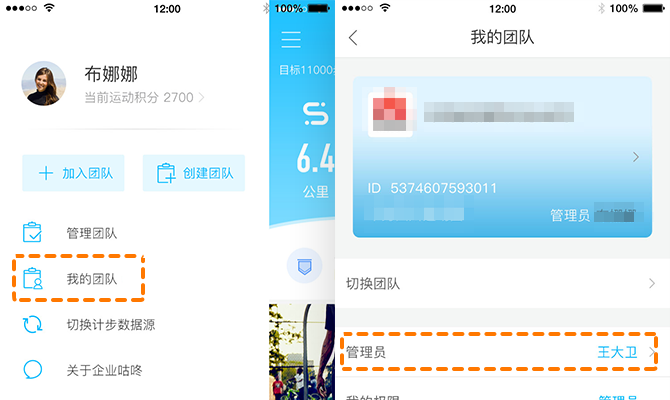 12:00
100%
布娜娜
当前运动积分 2700
加入团队
创建团队
管理团队
我的团队
切换计步数据源
关于企业咕咚
目标11000
6.4
公里
12:00
100%
我的团队
ID 5374607593011
管理员
切换团队
管理员 王大卫
我的权限 管理员